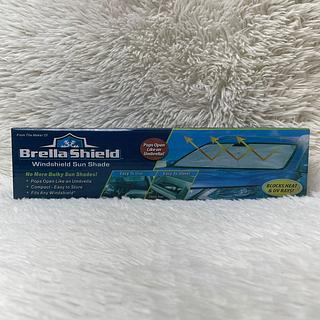 From The Maker Of
Brella Shield
Windshield Sun Shade
No More Bulky Sun Shades!
• Pops Open Like an Umbrella
• Compact - Easy to Store
• Fits Any Windshield*
Pops Open
Like an
Umbrella!
Easy To Use!
Easy To Store!
BLOCKS HEAT
& UV RAYS!